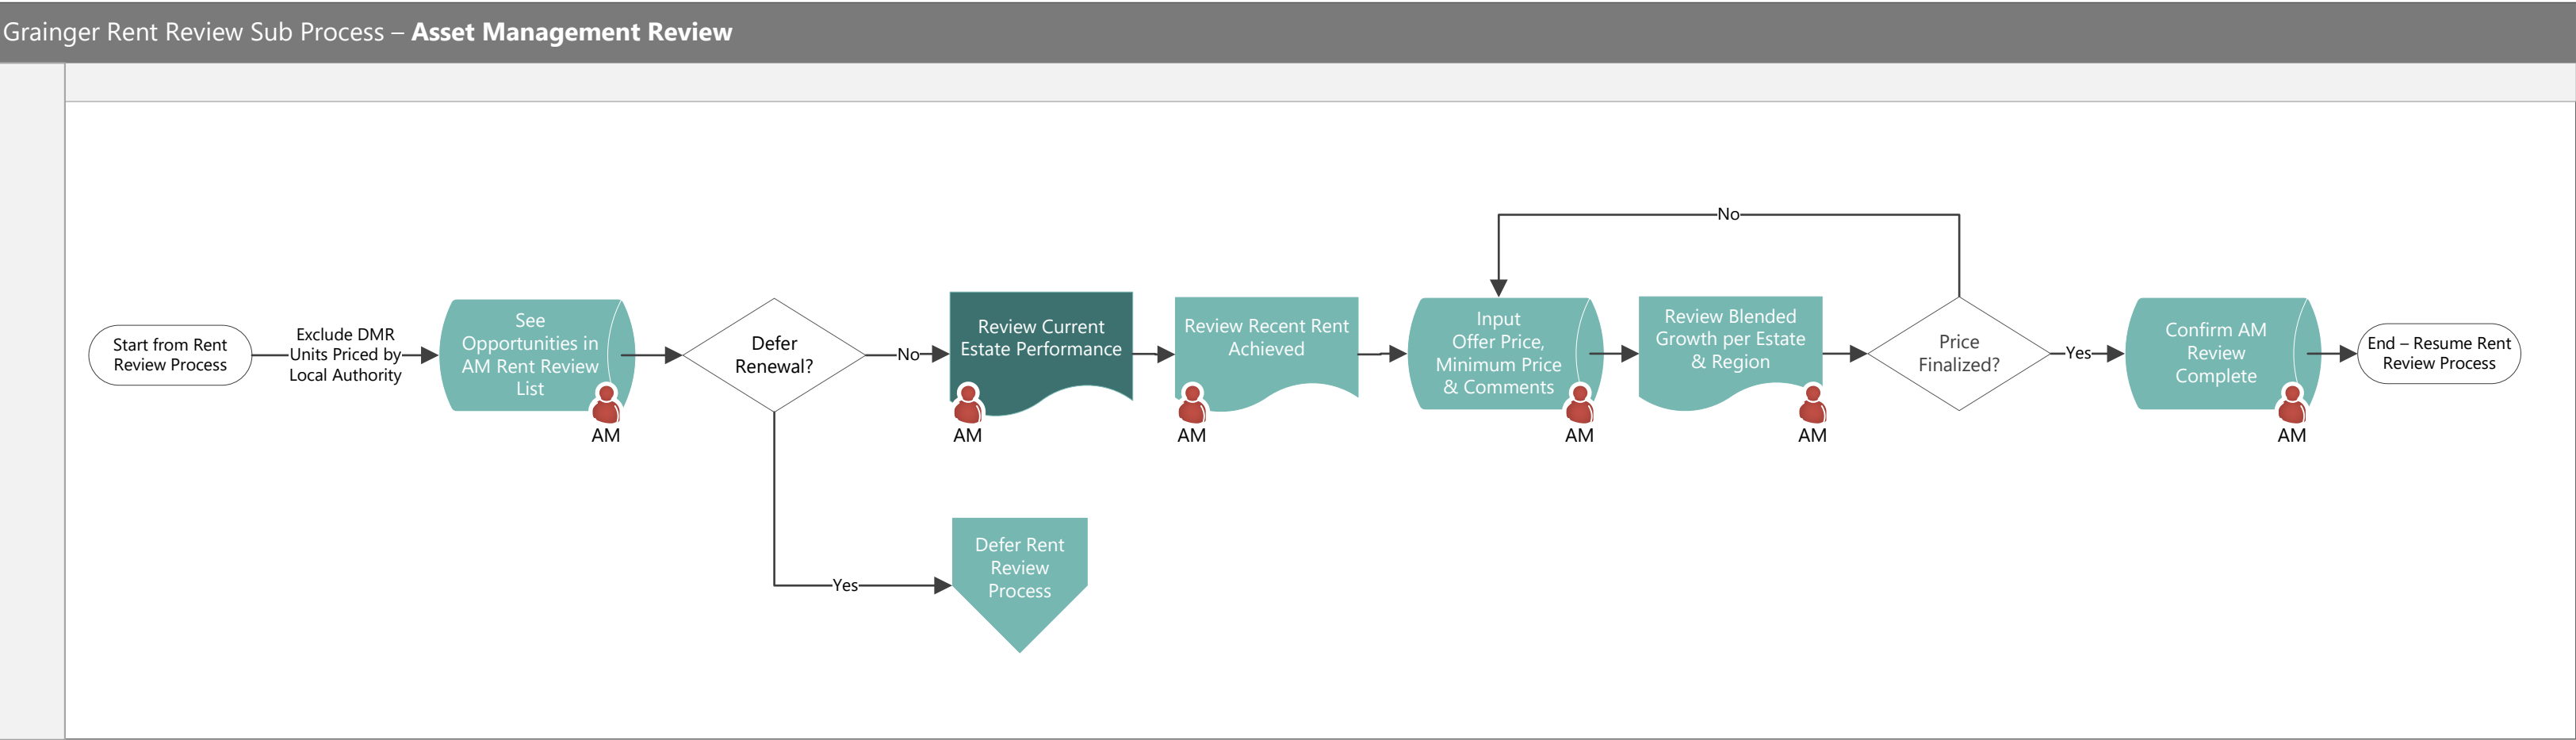 Grainger Rent Review Sub Process – Asset Management Review
Start from Rent
Review Process
Exclude DMR
Units Priced by
Local Authority
See
Opportunities in
AM Rent Review
List
AM
Defer
Renewal?
No
Review Current
Estate Performance
AM
Review Recent Rent
Achieved
AM
Input
Offer Price,
Minimum Price
& Comments
AM
Review Blended
Growth per Estate
& Region
AM
Price
Finalized?
No
Yes
Confirm AM
Review
Complete
AM
End – Resume Rent
Review Process
Yes
Defer Rent
Review
Process